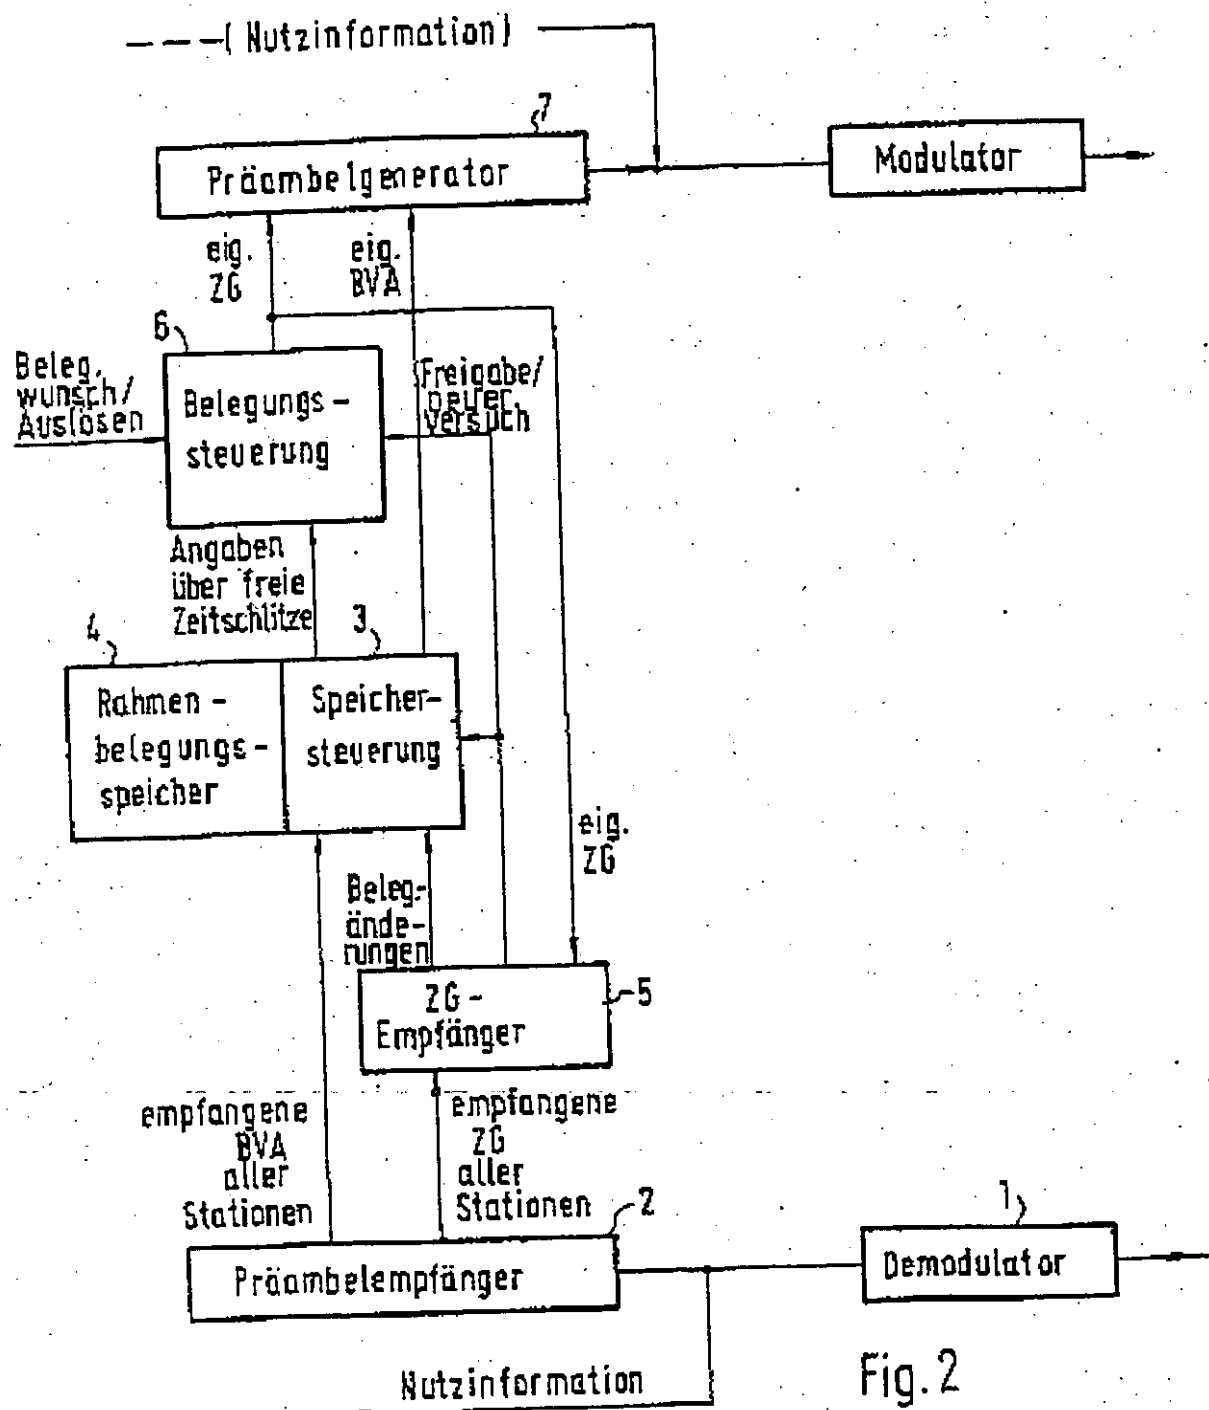 ---( Nutzinformation)
7
Präambelgenerator
Modulator
eig.
ZG
eig.
BVA
6
Beleg.
wunsch/
Auslösen
Belegungs-
steuerung
Freigabe/
neuer
Versuch
Angaben
über freie
Zeitschlitze
4
3
Rahmen-
belegungs-
speicher
Speicher-
steuerung
eig.
ZG
Beleg.-
ände-
rungen
ZG-
Empfänger
5
empfangene
BVA
aller
Stationen
empfangene
ZG
aller
Stationen
2
1
Präambelempfänger
Demodulator
Nutzinformation
Fig. 2